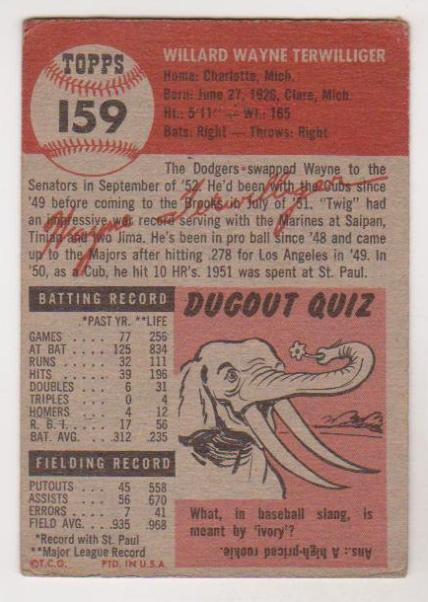 TOPPS
159
WILLARD WAYNE TERWILLIGER
Home: Charlotte, Mich.
Born: June 27, 1926, Clare, Mich.
Ht.: 5'11" — Wt.: 165
Bats: Right — Throws: Right
The Dodgers swapped Wayne to the
Senators in September of '52. He'd been with the Cubs since
'49 before coming to the Brooks in July of '51. "Twig" had
an impressive war record serving with the Marines at Saipan,
Tinian and Iwo Jima. He's been in pro ball since '48 and came
up to the Majors after hitting .278 for Los Angeles in '49. In
'50, as a Cub, he hit 10 HR's. 1951 was spent at St. Paul.
Wayne Terwilliger
BATTING RECORD
*PAST YR. **LIFE
GAMES 77 256
AT BAT 125 834
RUNS 32 111
HITS 39 196
DOUBLES 6 31
TRIPLES 0 4
HOMERS 4 12
R. B. I. 17 56
BAT. AVG. .312 .235
FIELDING RECORD
PUTOUTS 45 558
ASSISTS 56 670
ERRORS 7 41
FIELD AVG. .935 .968
*Record with St. Paul
**Major League Record
©T.C.G. PTD. IN U.S.A.
DUGOUT QUIZ
What, in baseball slang, is
meant by 'ivory'?
Ans.: A high-priced rookie.